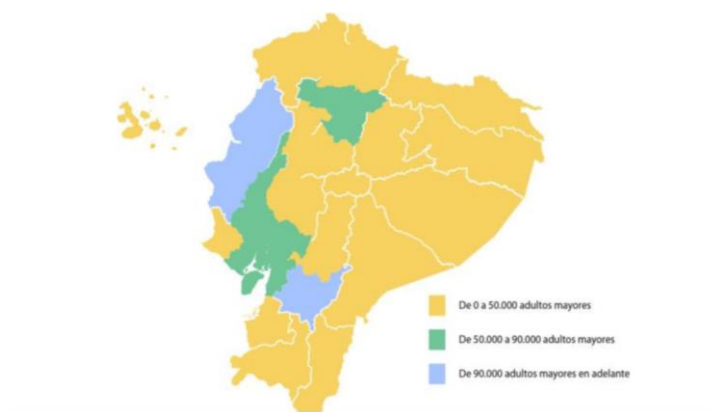 De 0 a 50.000 adultos mayores
De 50.000 a 90.000 adultos mayores
De 90.000 adultos mayores en adelante